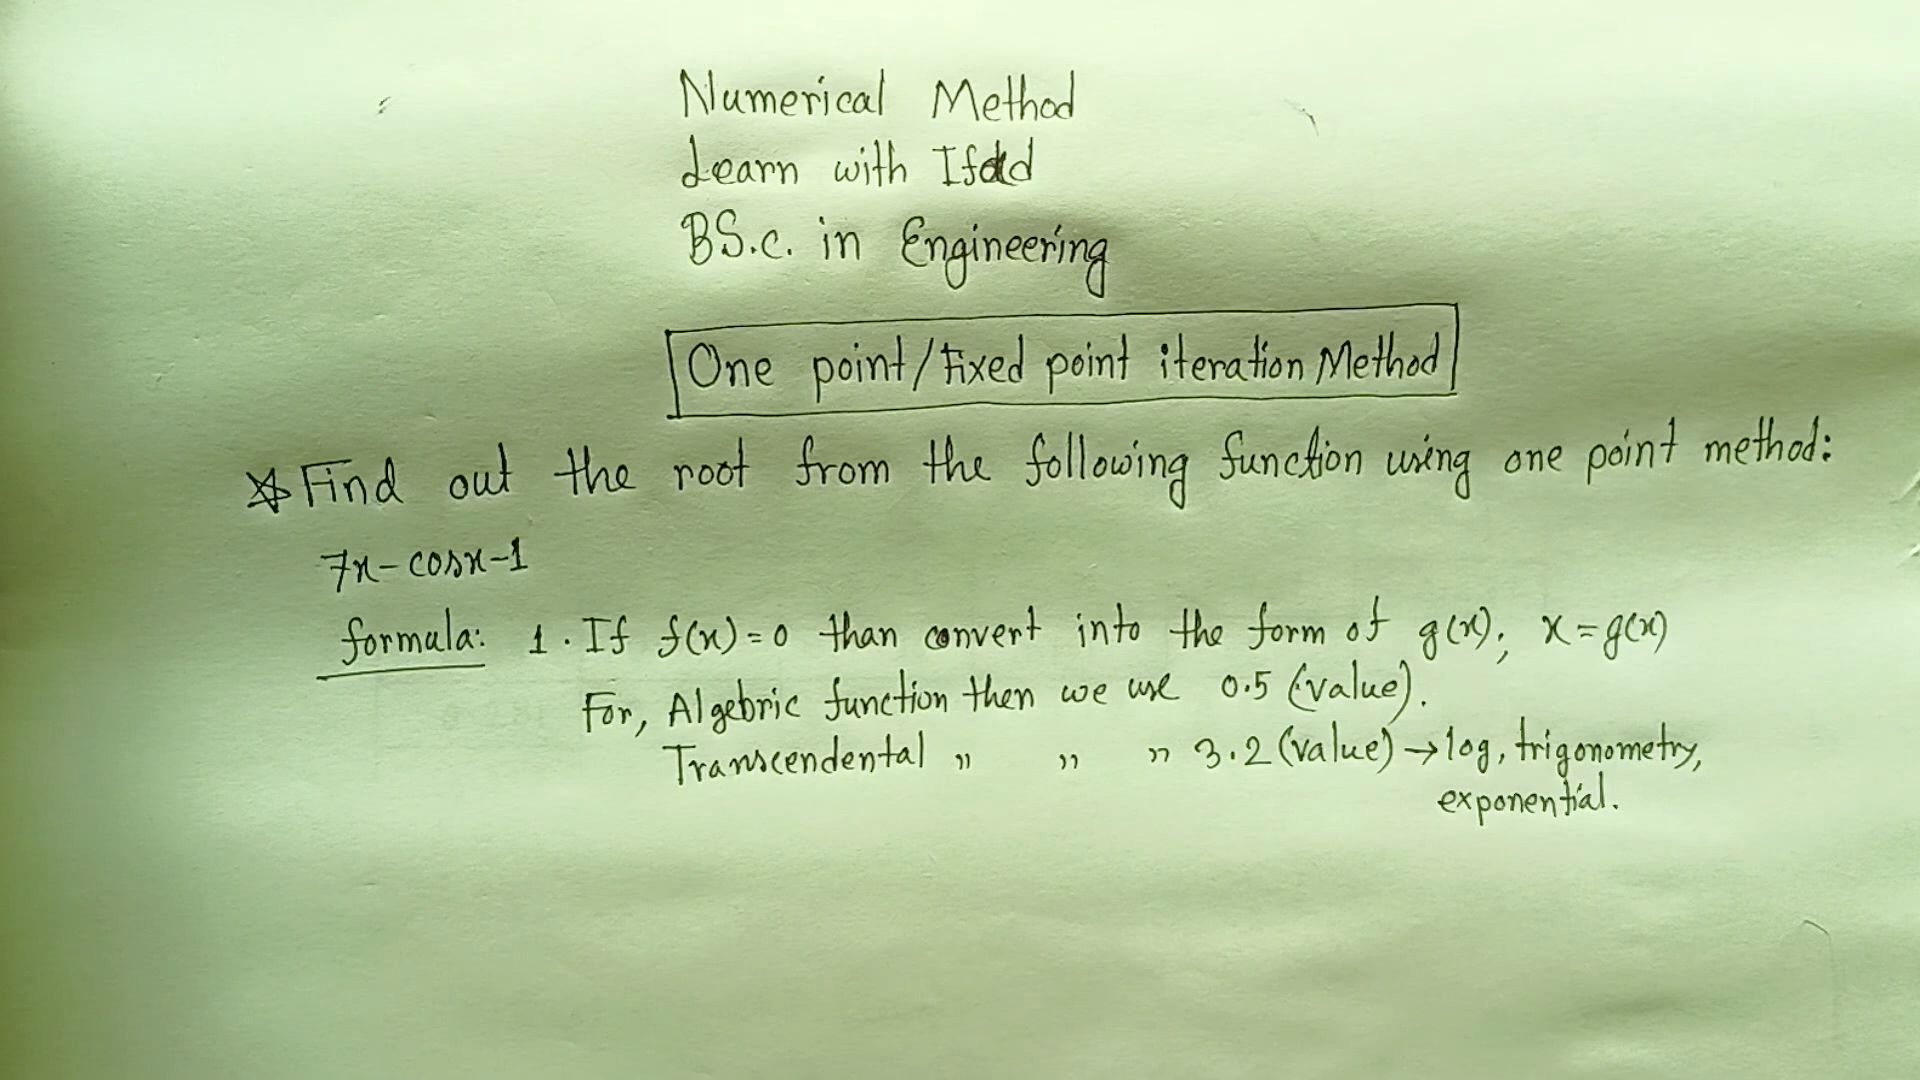 Numerical Method
Learn with Ifad
BS.c. in Engineering
One point/Fixed point iteration Method
Find out the root from the following function using one point method:
7x-cosx-1
formula: 1. If f(x)=0 than convert into the form of g(x); x=g(x)
For, Algebric function then we use 0.5 (value).
Transcendental " " " 3.2 (value) → log, trigonometry,
exponential.